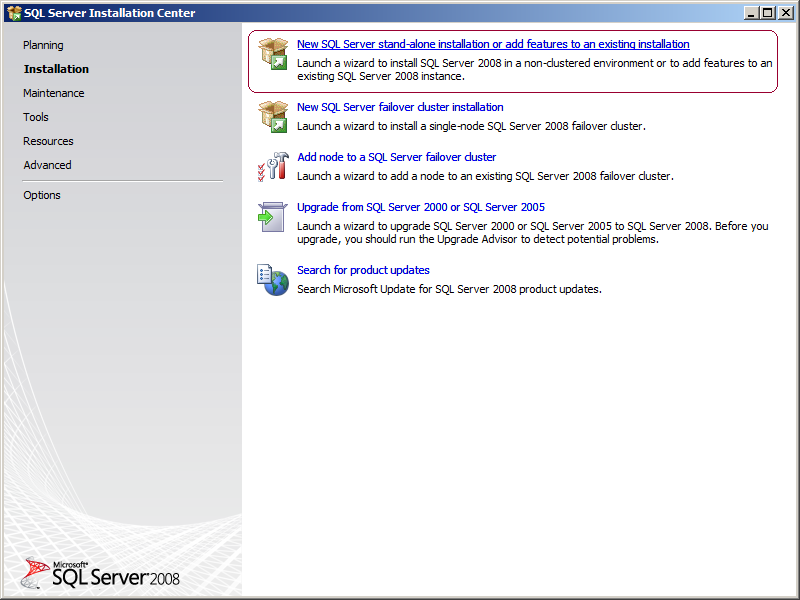 SQL Server Installation Center
Planning
Installation
Maintenance
Tools
Resources
Advanced
Options
New SQL Server stand-alone installation or add features to an existing installation
Launch a wizard to install SQL Server 2008 in a non-clustered environment or to add features to an
existing SQL Server 2008 instance.
New SQL Server failover cluster installation
Launch a wizard to install a single-node SQL Server 2008 failover cluster.
Add node to a SQL Server failover cluster
Launch a wizard to add a node to an existing SQL Server 2008 failover cluster.
Upgrade from SQL Server 2000 or SQL Server 2005
Launch a wizard to upgrade SQL Server 2000 or SQL Server 2005 to SQL Server 2008. Before you
upgrade, you should run the Upgrade Advisor to detect potential problems.
Search for product updates
Search Microsoft Update for SQL Server 2008 product updates.
Microsoft®
SQL Server 2008